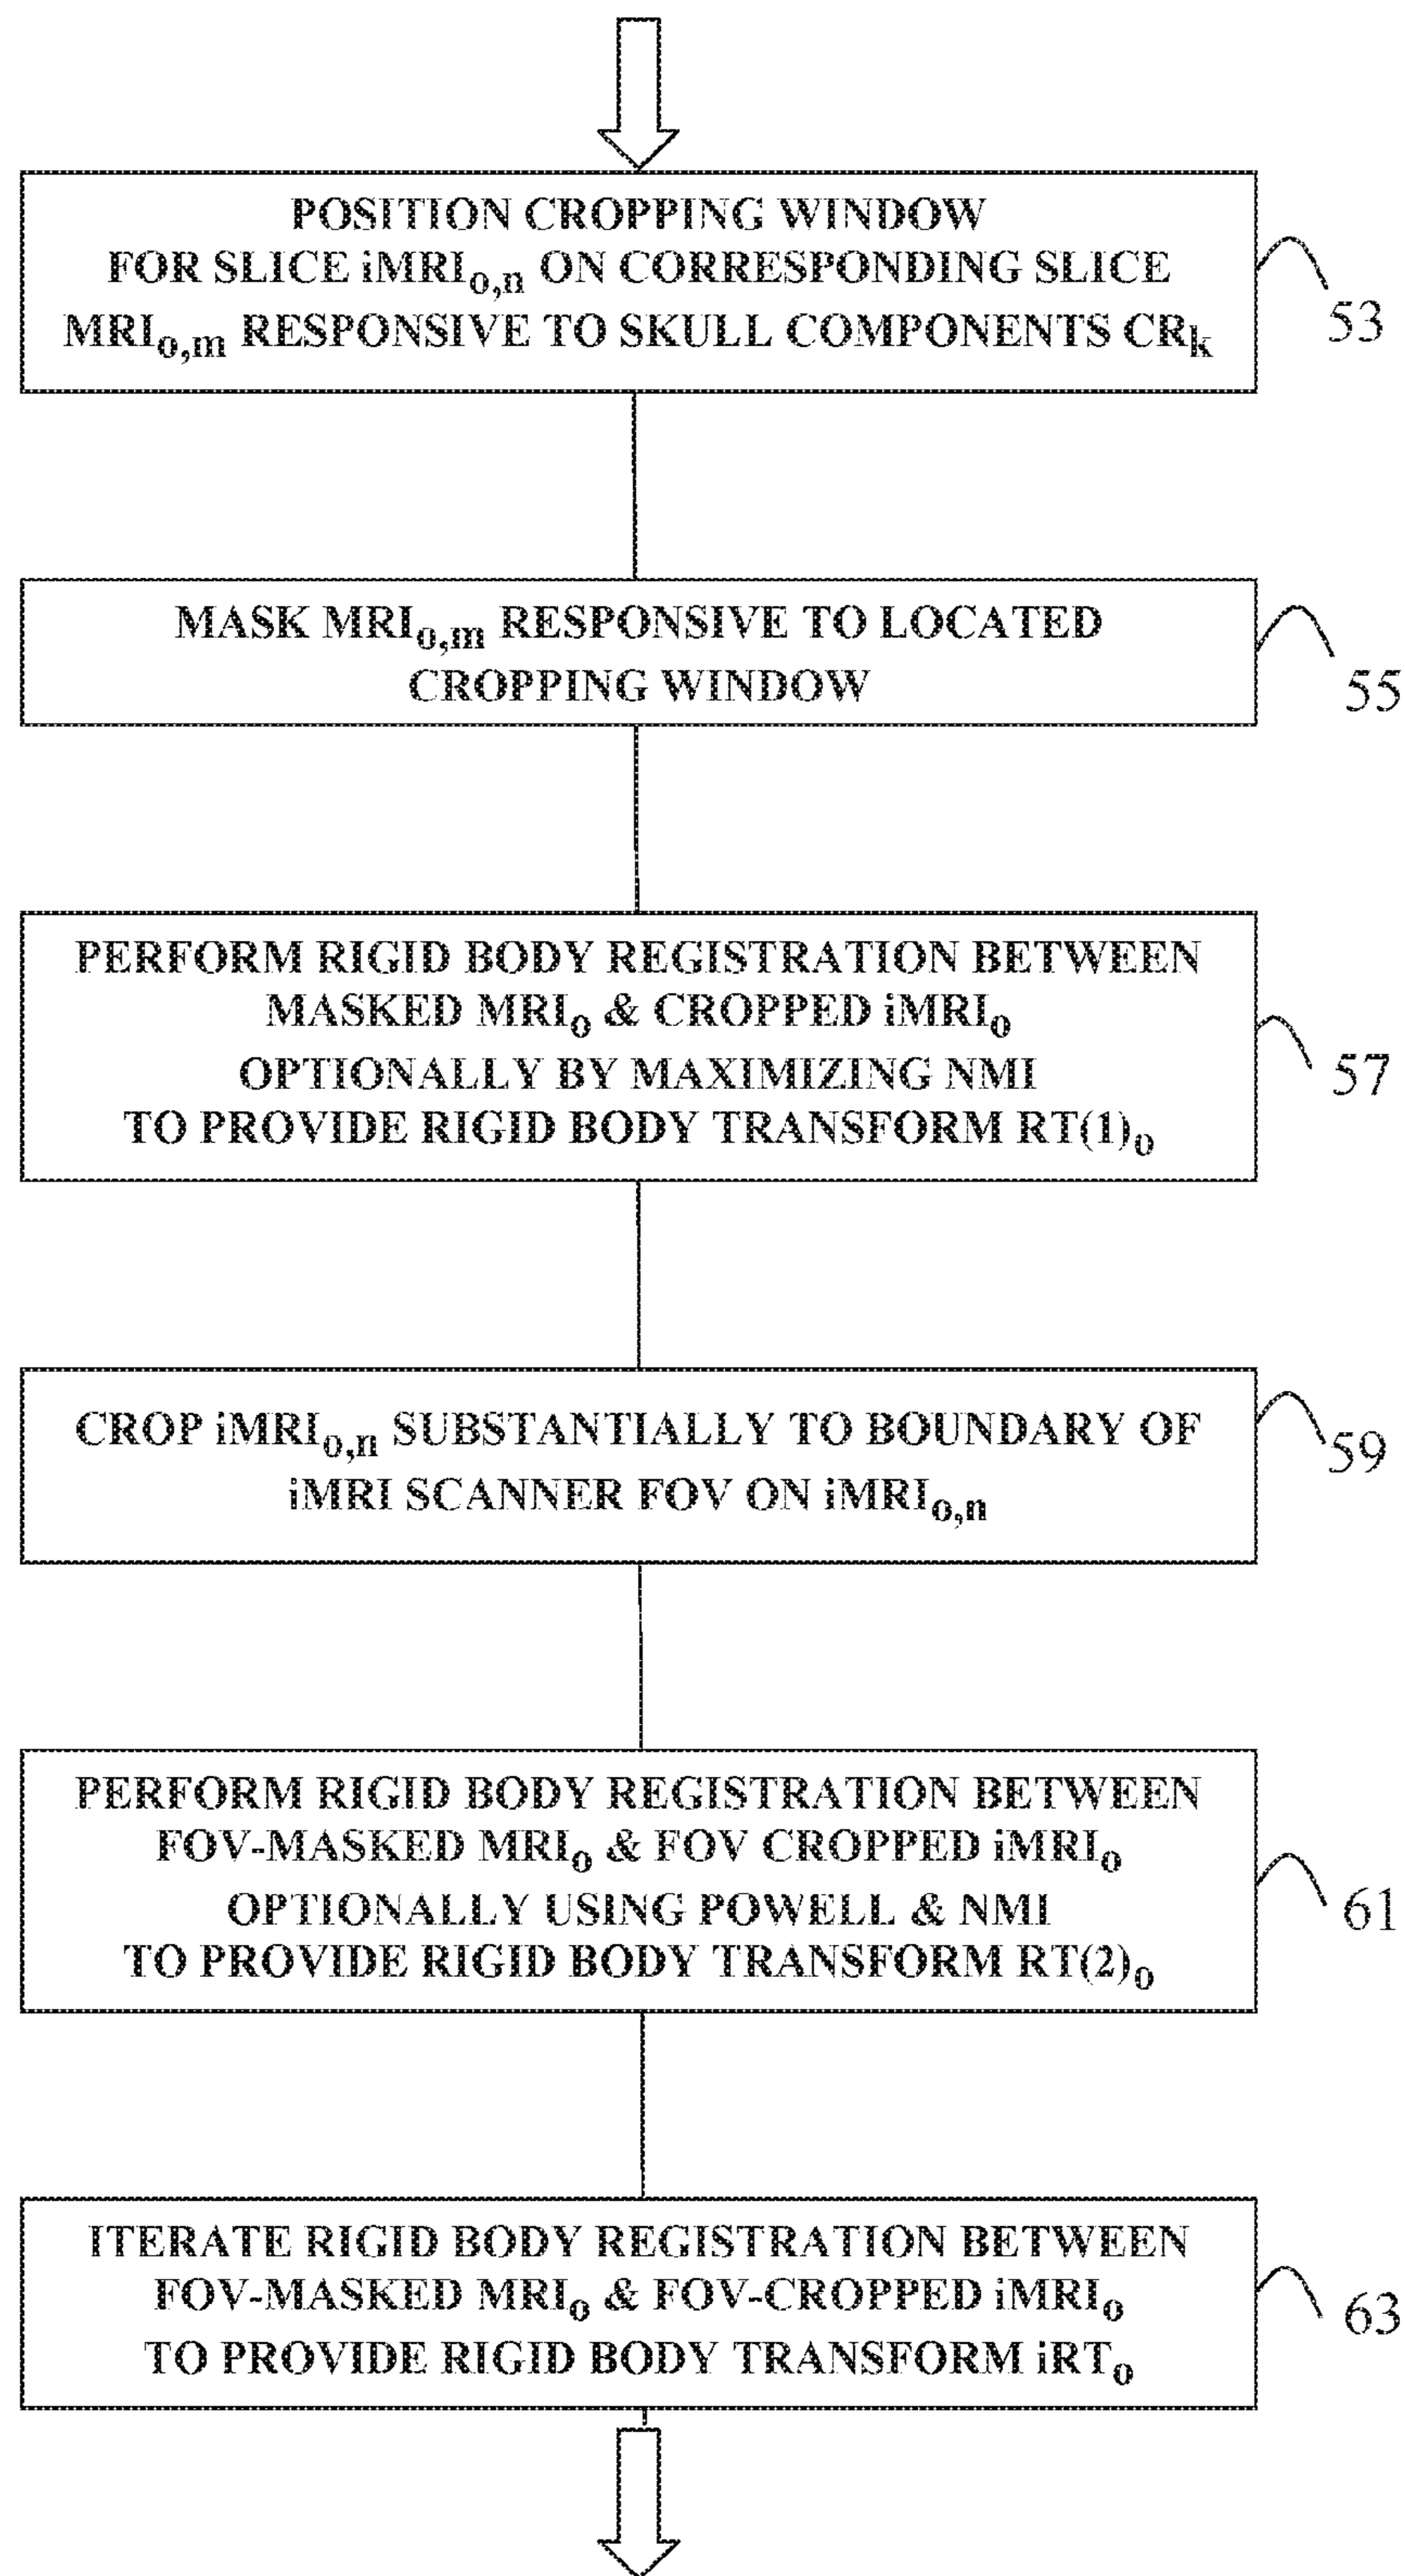 POSITION CROPPING WINDOW
FOR SLICE iMRIo,n ON CORRESPONDING SLICE
MRIo,m RESPONSIVE TO SKULL COMPONENTS CRk
53
MASK MRIo,m RESPONSIVE TO LOCATED
CROPPING WINDOW
55
PERFORM RIGID BODY REGISTRATION BETWEEN
MASKED MRIo & CROPPED iMRIo
OPTIONALLY BY MAXIMIZING NMI
TO PROVIDE RIGID BODY TRANSFORM RT(1)o
57
CROP iMRIo,n SUBSTANTIALLY TO BOUNDARY OF
iMRI SCANNER FOV ON iMRIo,n
59
PERFORM RIGID BODY REGISTRATION BETWEEN
FOV-MASKED MRIo & FOV CROPPED iMRIo
OPTIONALLY USING POWELL & NMI
TO PROVIDE RIGID BODY TRANSFORM RT(2)o
61
ITERATE RIGID BODY REGISTRATION BETWEEN
FOV-MASKED MRIo & FOV-CROPPED iMRIo
TO PROVIDE RIGID BODY TRANSFORM iRTo
63